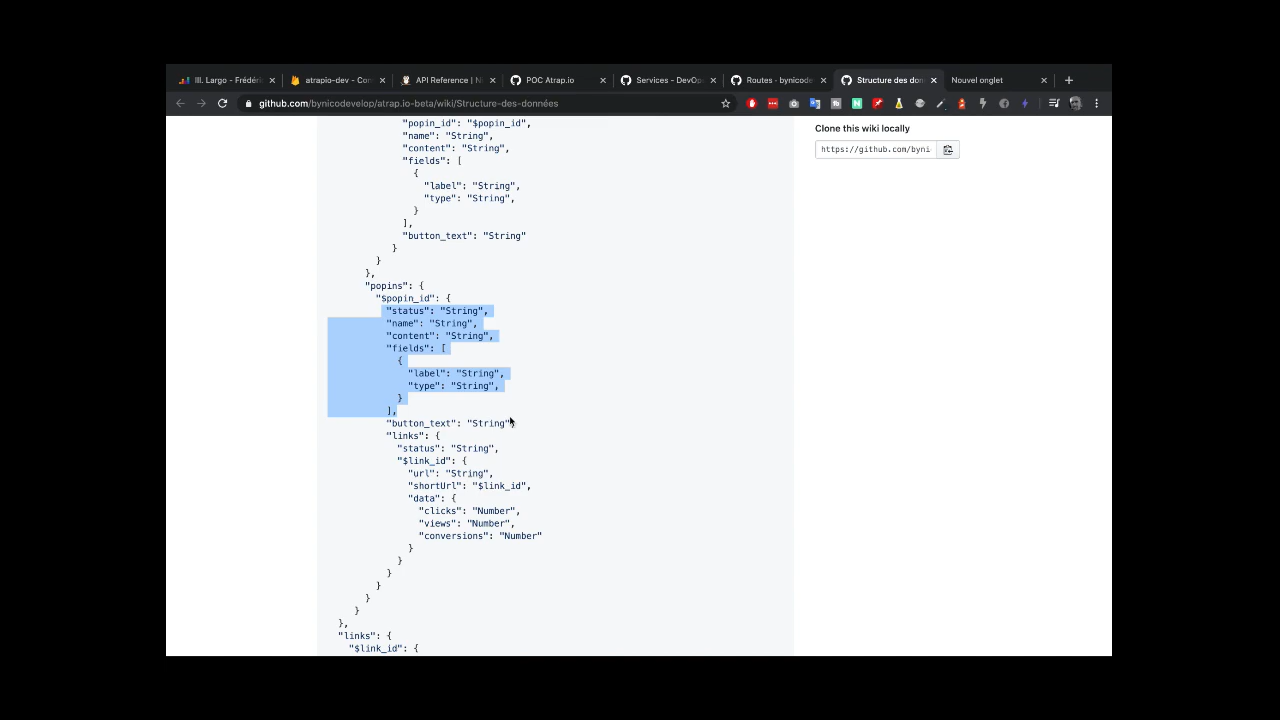 III. Largo - Frédéric
atrapio-dev - Con
API Reference | N
POC Atrap.io
Services - DevOp
Routes - bynicode
Structure des don
Nouvel onglet
github.com/bynicodevelop/atrap.io-beta/wiki/Structure-des-données
Clone this wiki locally
https://github.com/byni
"popin_id": "$popin_id",
"name": "String",
"content": "String",
"fields": [
{
"label": "String",
"type": "String",
}
],
"button_text": "String"
}
}
},
"popins": {
"$popin_id": {
"status": "String",
"name": "String",
"content": "String",
"fields": [
{
"label": "String",
"type": "String",
}
],
"button_text": "String",
"links": {
"status": "String",
"$link_id": {
"url": "String",
"shortUrl": "$link_id",
"data": {
"clicks": "Number",
"views": "Number",
"conversions": "Number"
}
}
}
}
}
}
},
"links": {
"$link_id": {